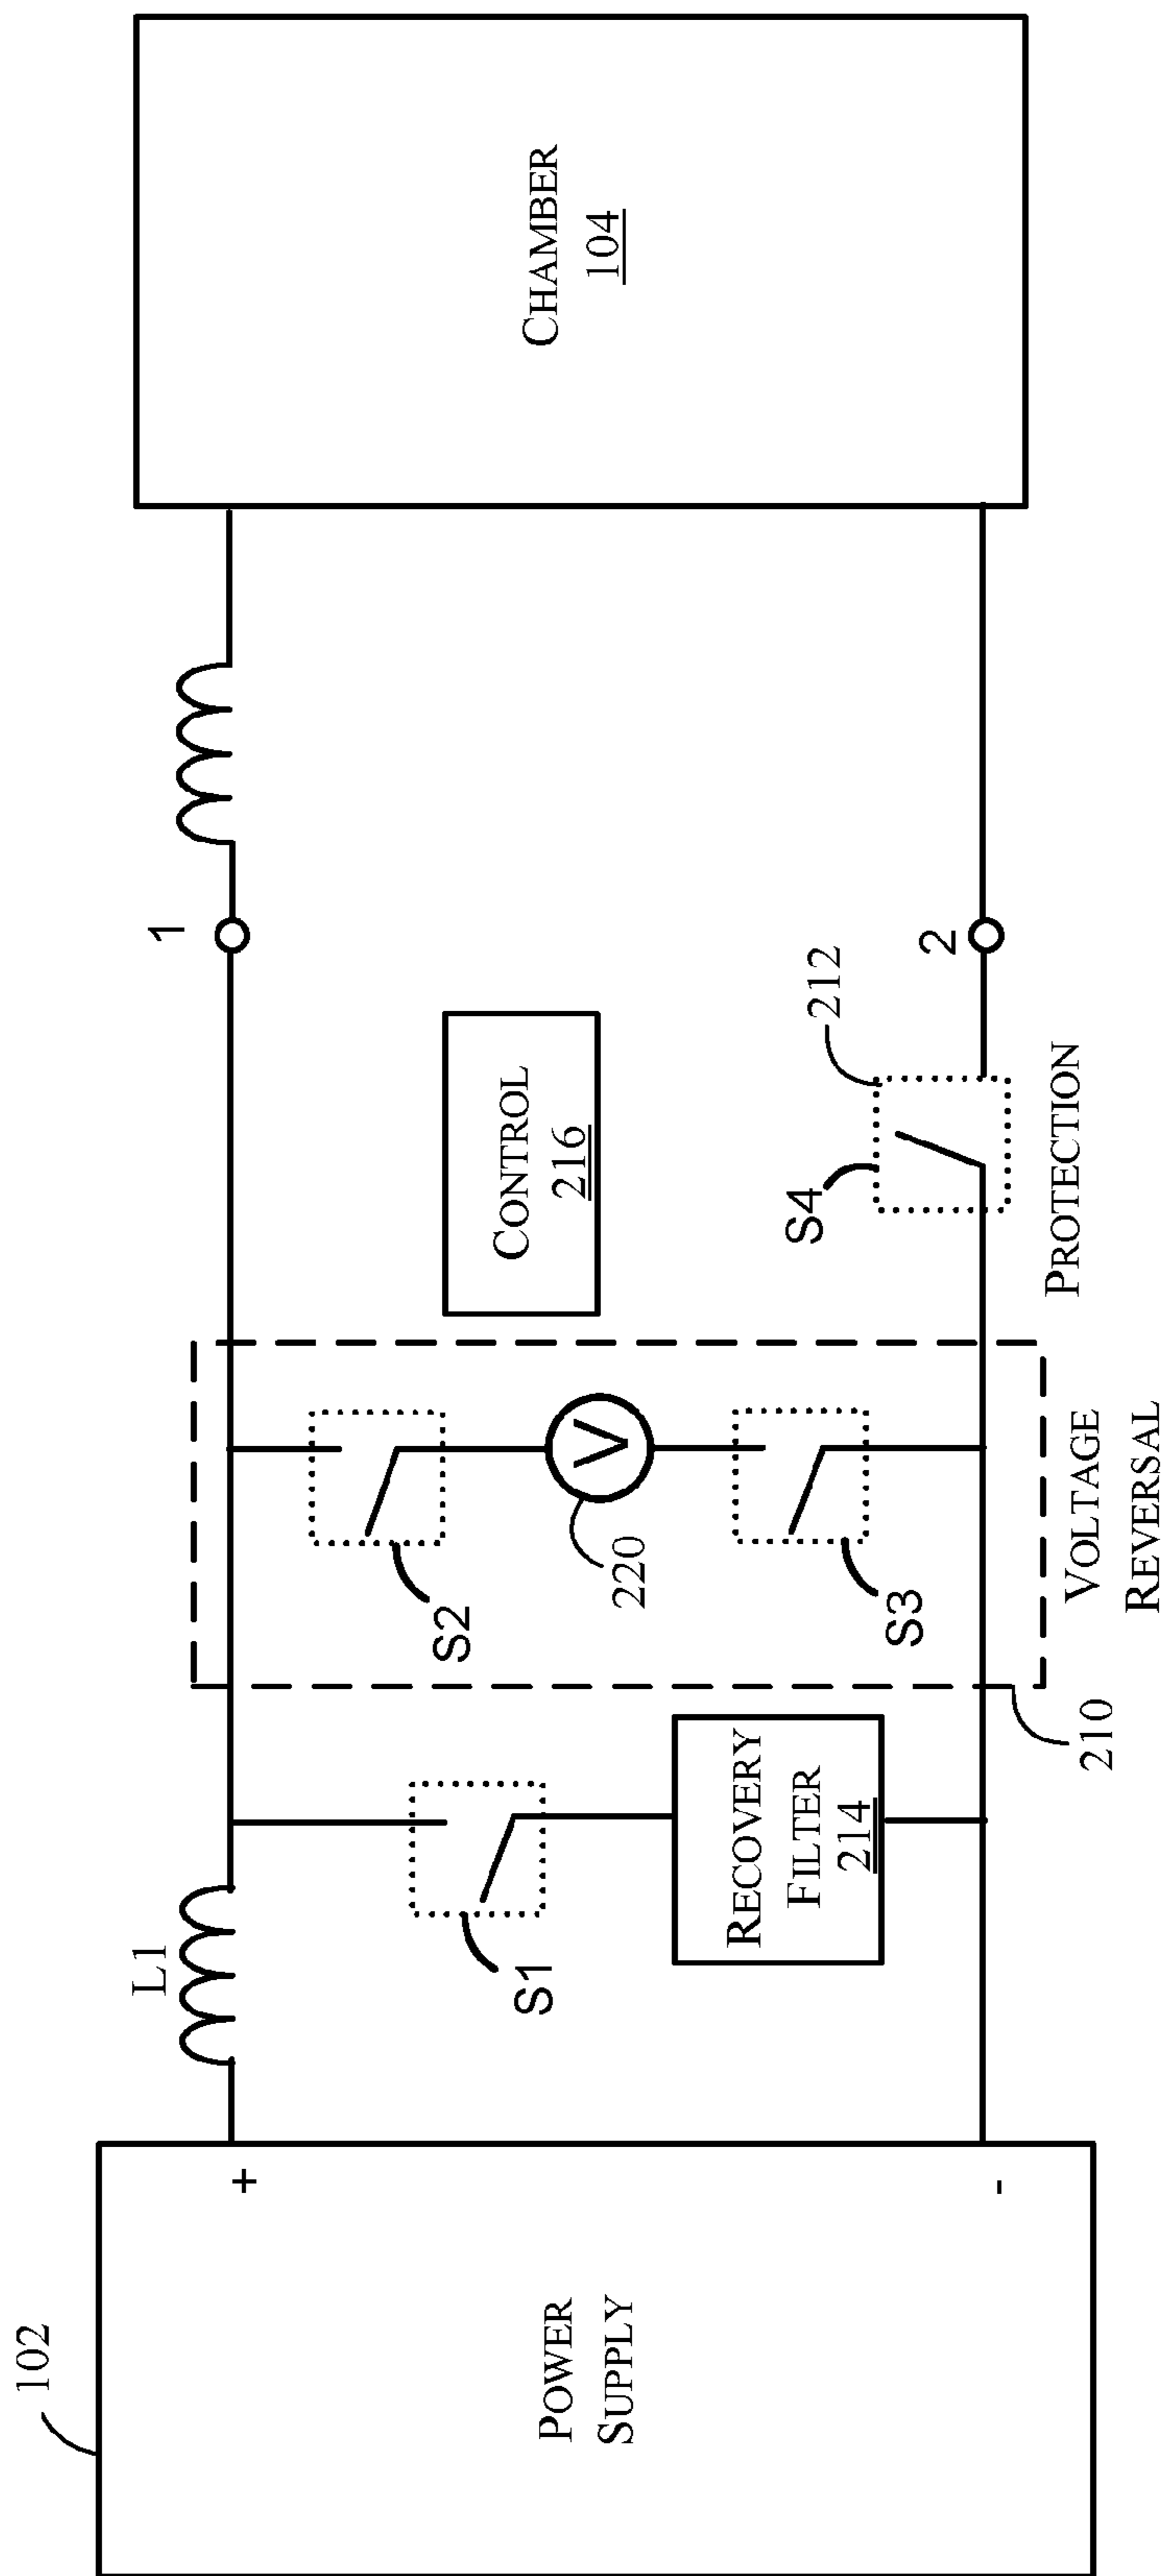 102
POWER
SUPPLY
+
-
L1
S1
RECOVERY
FILTER
214
210
S2
220
V
S3
VOLTAGE
REVERSAL
CONTROL
216
S4
212
PROTECTION
1
2
CHAMBER
104